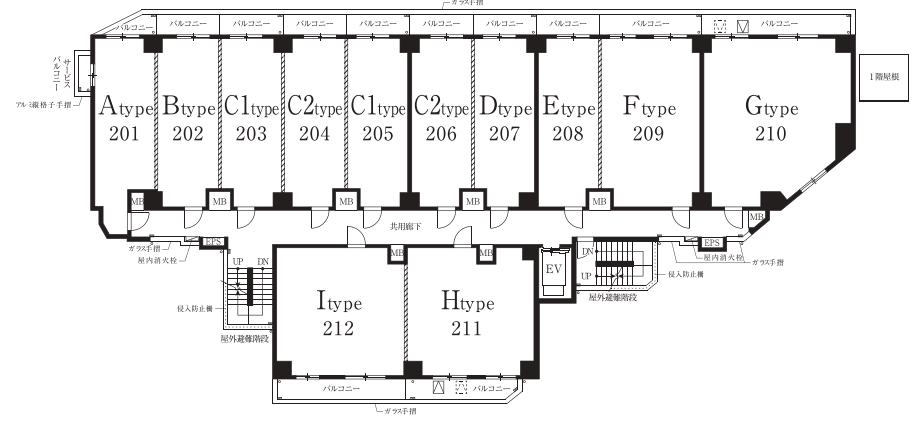 ガラス手摺
バルコニー
バルコニー
バルコニー
バルコニー
バルコニー
バルコニー
バルコニー
バルコニー
バルコニー
サービス
バルコニー
アルミ縦格子手摺
1階屋根
Atype
201
Btype
202
C1type
203
C2type
204
C1type
205
C2type
206
Dtype
207
Etype
208
Ftype
209
Gtype
210
MB
MB
MB
MB
MB
MB
共用廊下
ガラス手摺
屋内消火栓
EPS
EPS
屋内消火栓
ガラス手摺
UP
DN
侵入防止柵
屋外避難階段
MB
MB
EV
DN
UP
侵入防止柵
屋外避難階段
Itype
212
Htype
211
バルコニー
バルコニー
ガラス手摺